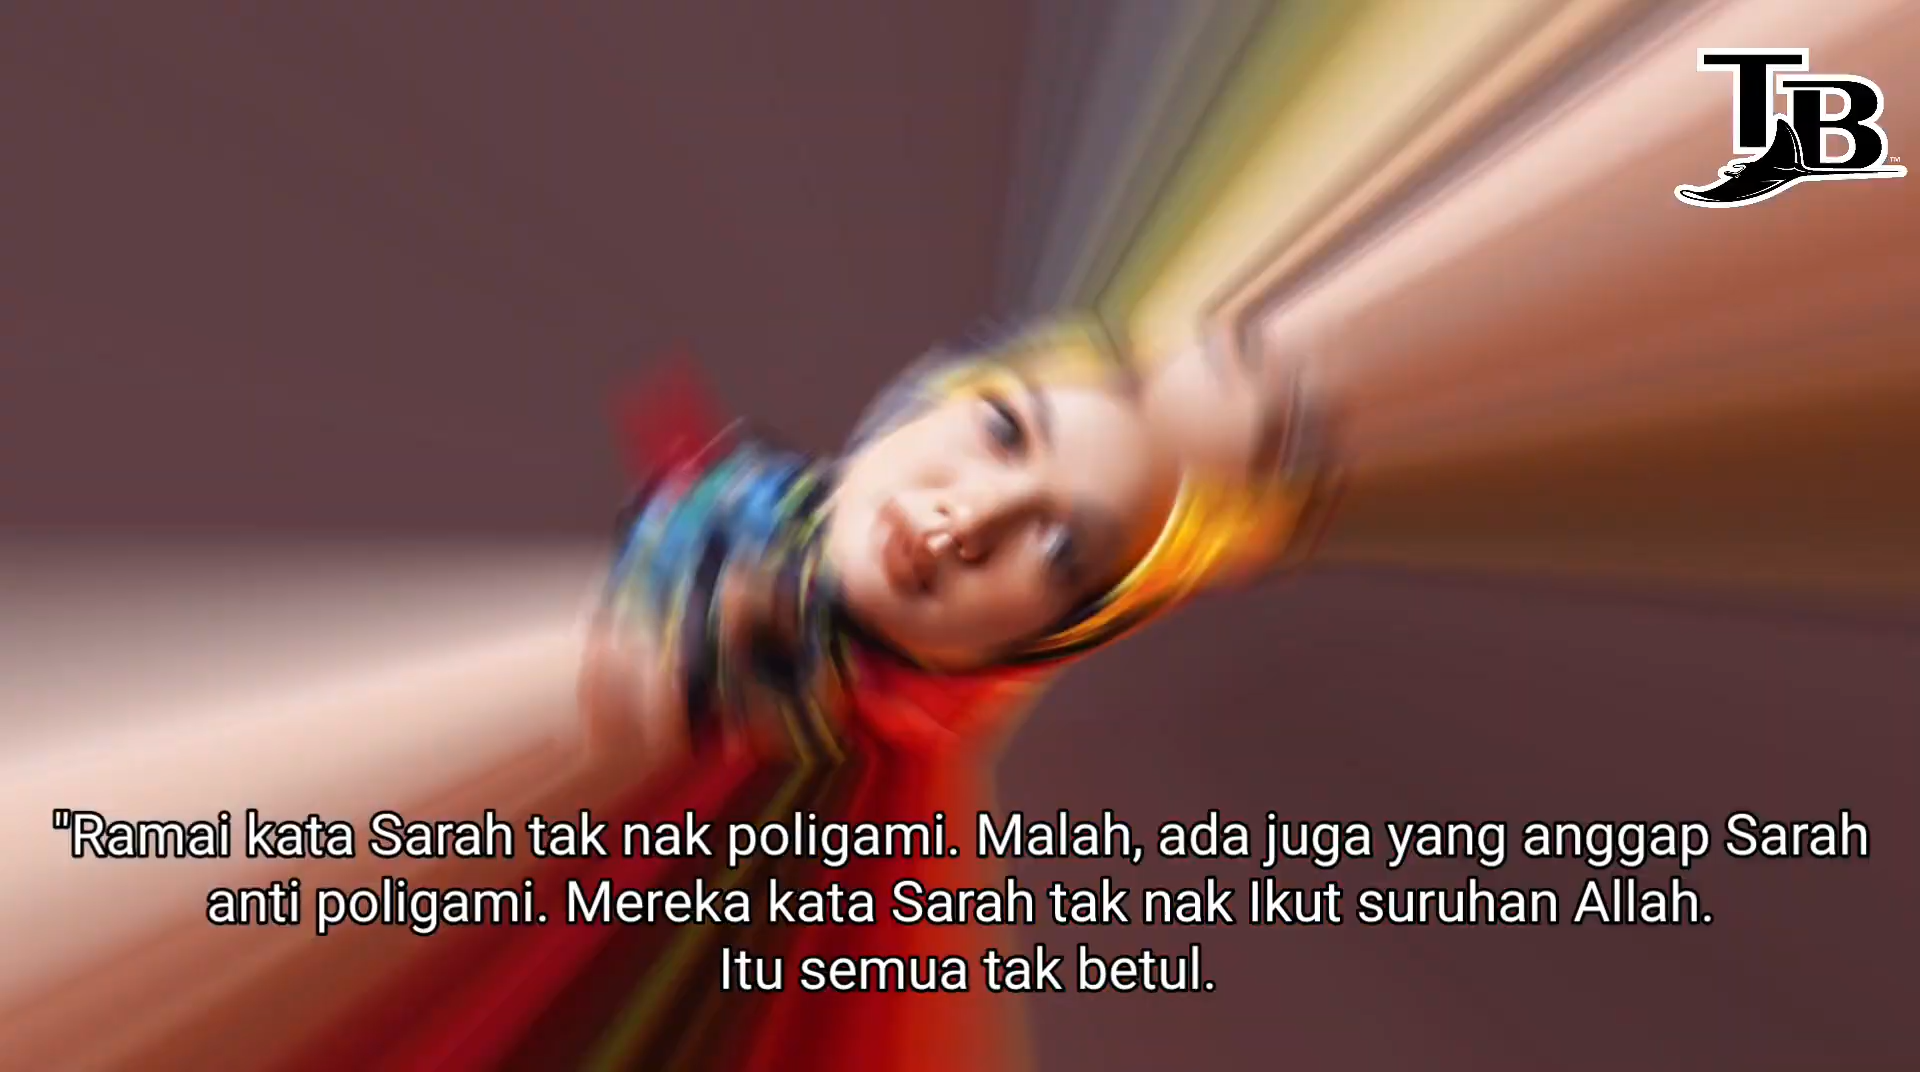 TB
TM
"Ramai kata Sarah tak nak poligami. Malah, ada juga yang anggap Sarah
anti poligami. Mereka kata Sarah tak nak Ikut suruhan Allah.
Itu semua tak betul.